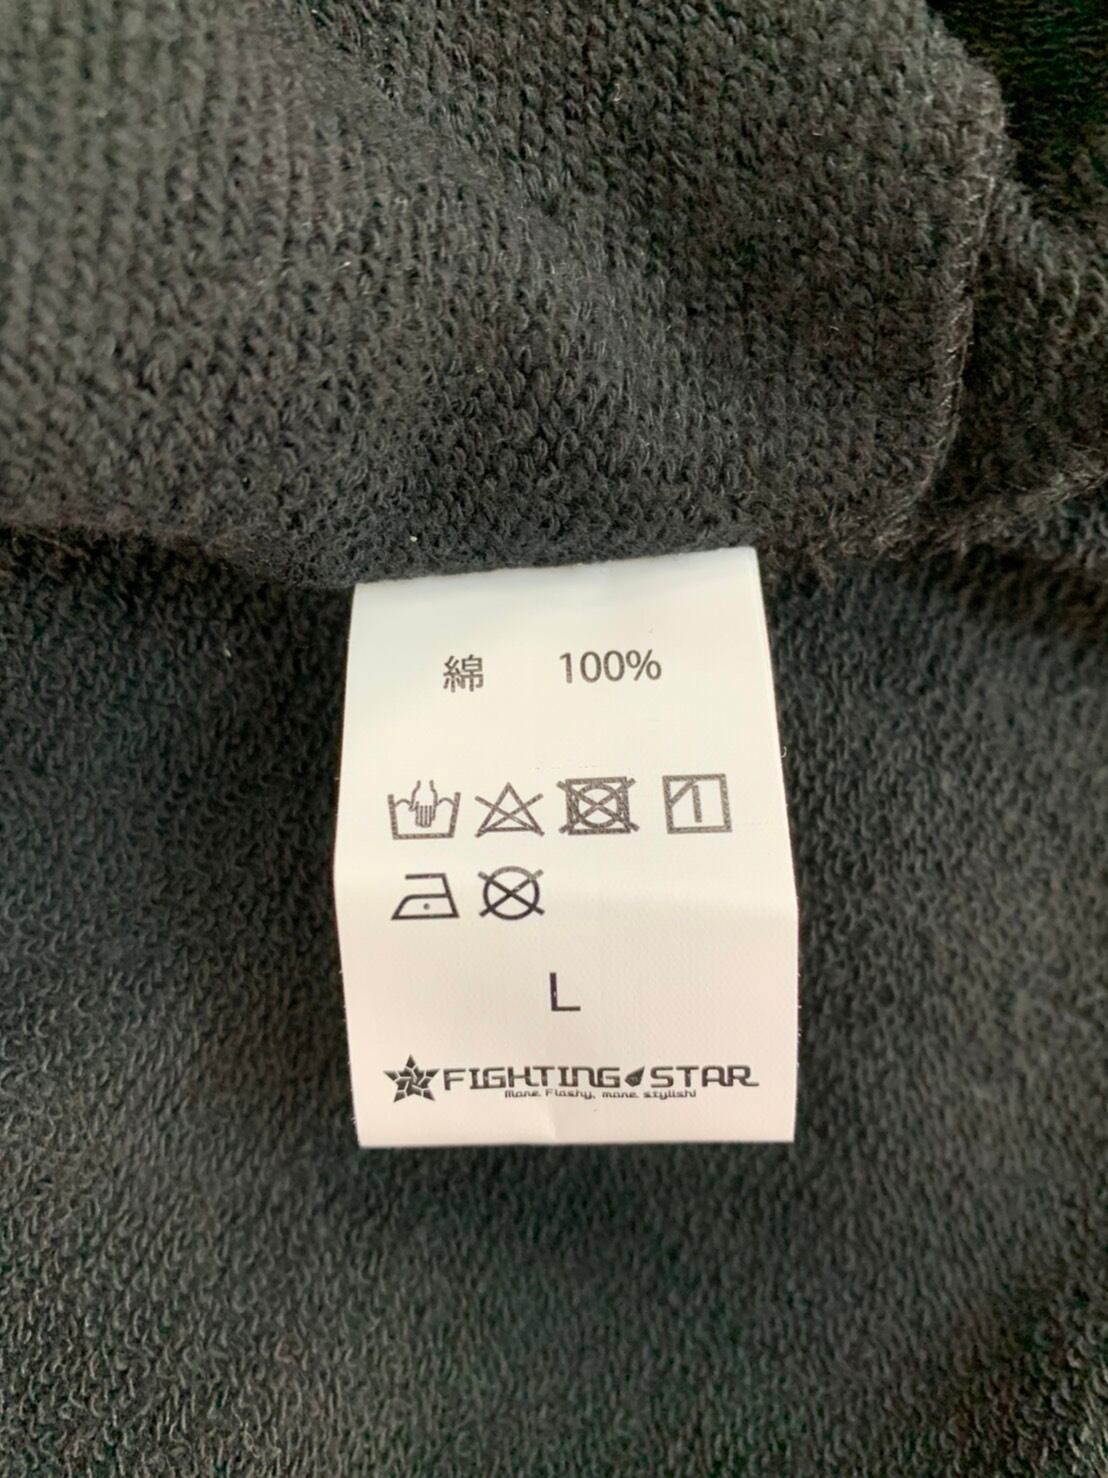 綿 100%
L
FIGHTING STAR
More Flashy, more stylish!